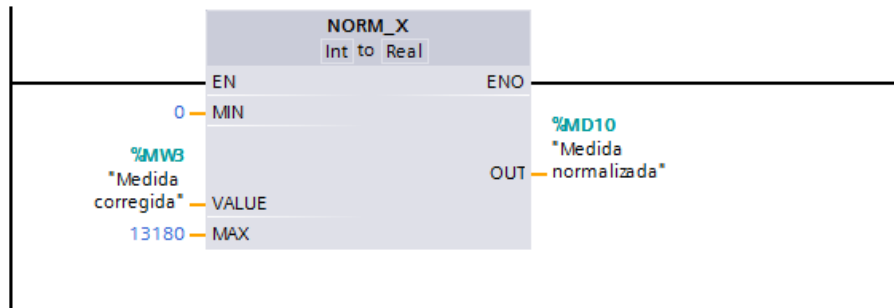 NORM_X
Int to Real
EN ENO
0 MIN
%MD10
"Medida
normalizada"
OUT
%MW3
"Medida
corregida"
VALUE
13180 MAX